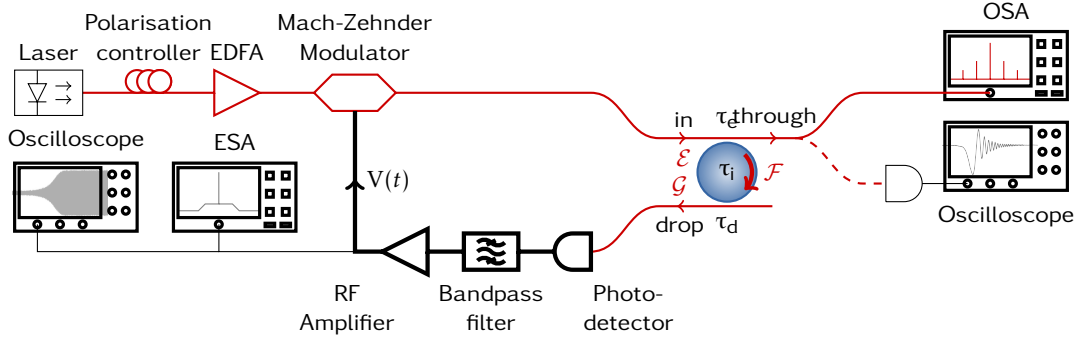 OSA
Polarisation
controller
Mach-Zehnder
Modulator
Laser
EDFA
in
τe
through
ℰ
τi
ℱ
𝒢
drop
τd
Oscilloscope
ESA
V(t)
Oscilloscope
RF
Amplifier
Bandpass
filter
Photo-
detector